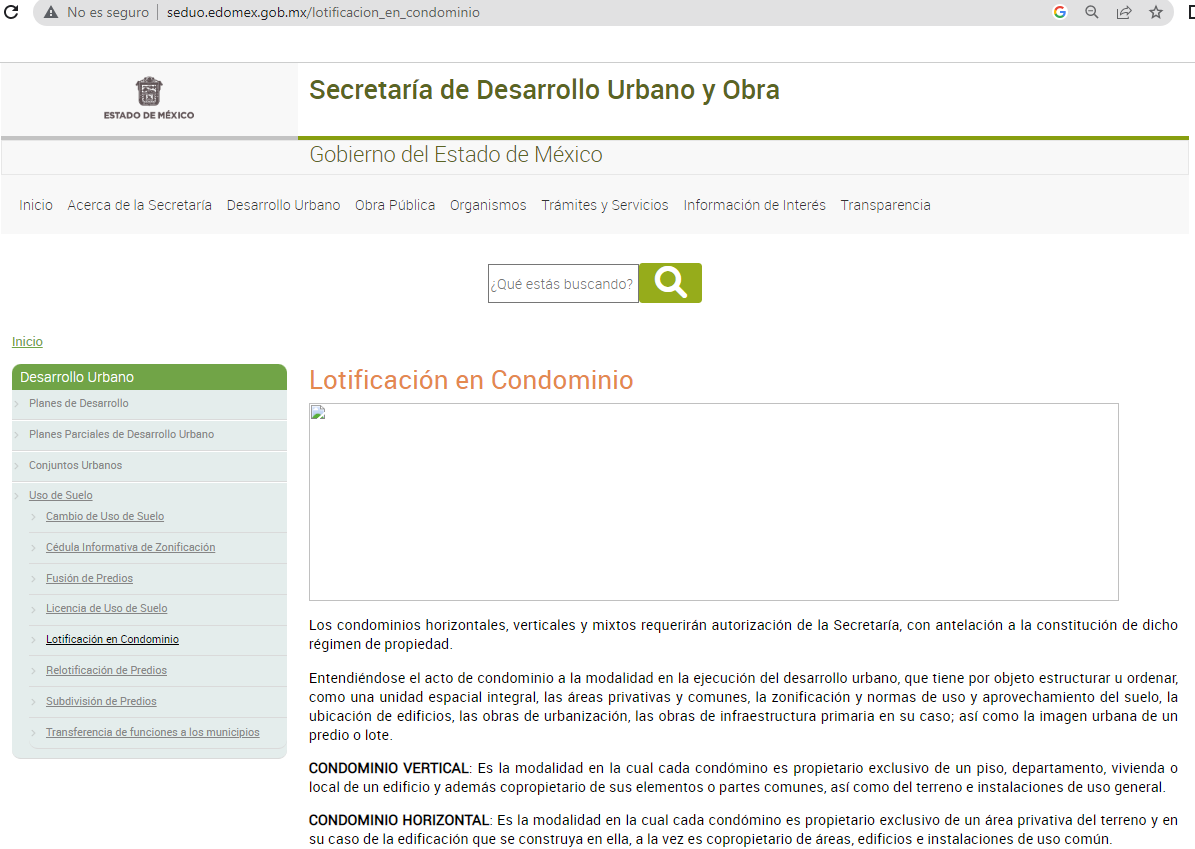 No es seguro | seduo.edomex.gob.mx/lotificacion_en_condominio
ESTADO DE MÉXICO
Secretaría de Desarrollo Urbano y Obra
Gobierno del Estado de México
Inicio Acerca de la Secretaría Desarrollo Urbano Obra Pública Organismos Trámites y Servicios Información de Interés Transparencia
¿Qué estás buscando?
Inicio
Desarrollo Urbano
Planes de Desarrollo
Planes Parciales de Desarrollo Urbano
Conjuntos Urbanos
Uso de Suelo
Cambio de Uso de Suelo
Cédula Informativa de Zonificación
Fusión de Predios
Licencia de Uso de Suelo
Lotificación en Condominio
Relotificación de Predios
Subdivisión de Predios
Transferencia de funciones a los municipios
Lotificación en Condominio
Los condominios horizontales, verticales y mixtos requerirán autorización de la Secretaría, con antelación a la constitución de dicho
régimen de propiedad.
Entendiéndose el acto de condominio a la modalidad en la ejecución del desarrollo urbano, que tiene por objeto estructurar u ordenar,
como una unidad espacial integral, las áreas privativas y comunes, la zonificación y normas de uso y aprovechamiento del suelo, la
ubicación de edificios, las obras de urbanización, las obras de infraestructura primaria en su caso; así como la imagen urbana de un
predio o lote.
CONDOMINIO VERTICAL: Es la modalidad en la cual cada condómino es propietario exclusivo de un piso, departamento, vivienda o
local de un edificio y además copropietario de sus elementos o partes comunes, así como del terreno e instalaciones de uso general.
CONDOMINIO HORIZONTAL: Es la modalidad en la cual cada condómino es propietario exclusivo de un área privativa del terreno y en
su caso de la edificación que se construya en ella, a la vez es copropietario de áreas, edificios e instalaciones de uso común.